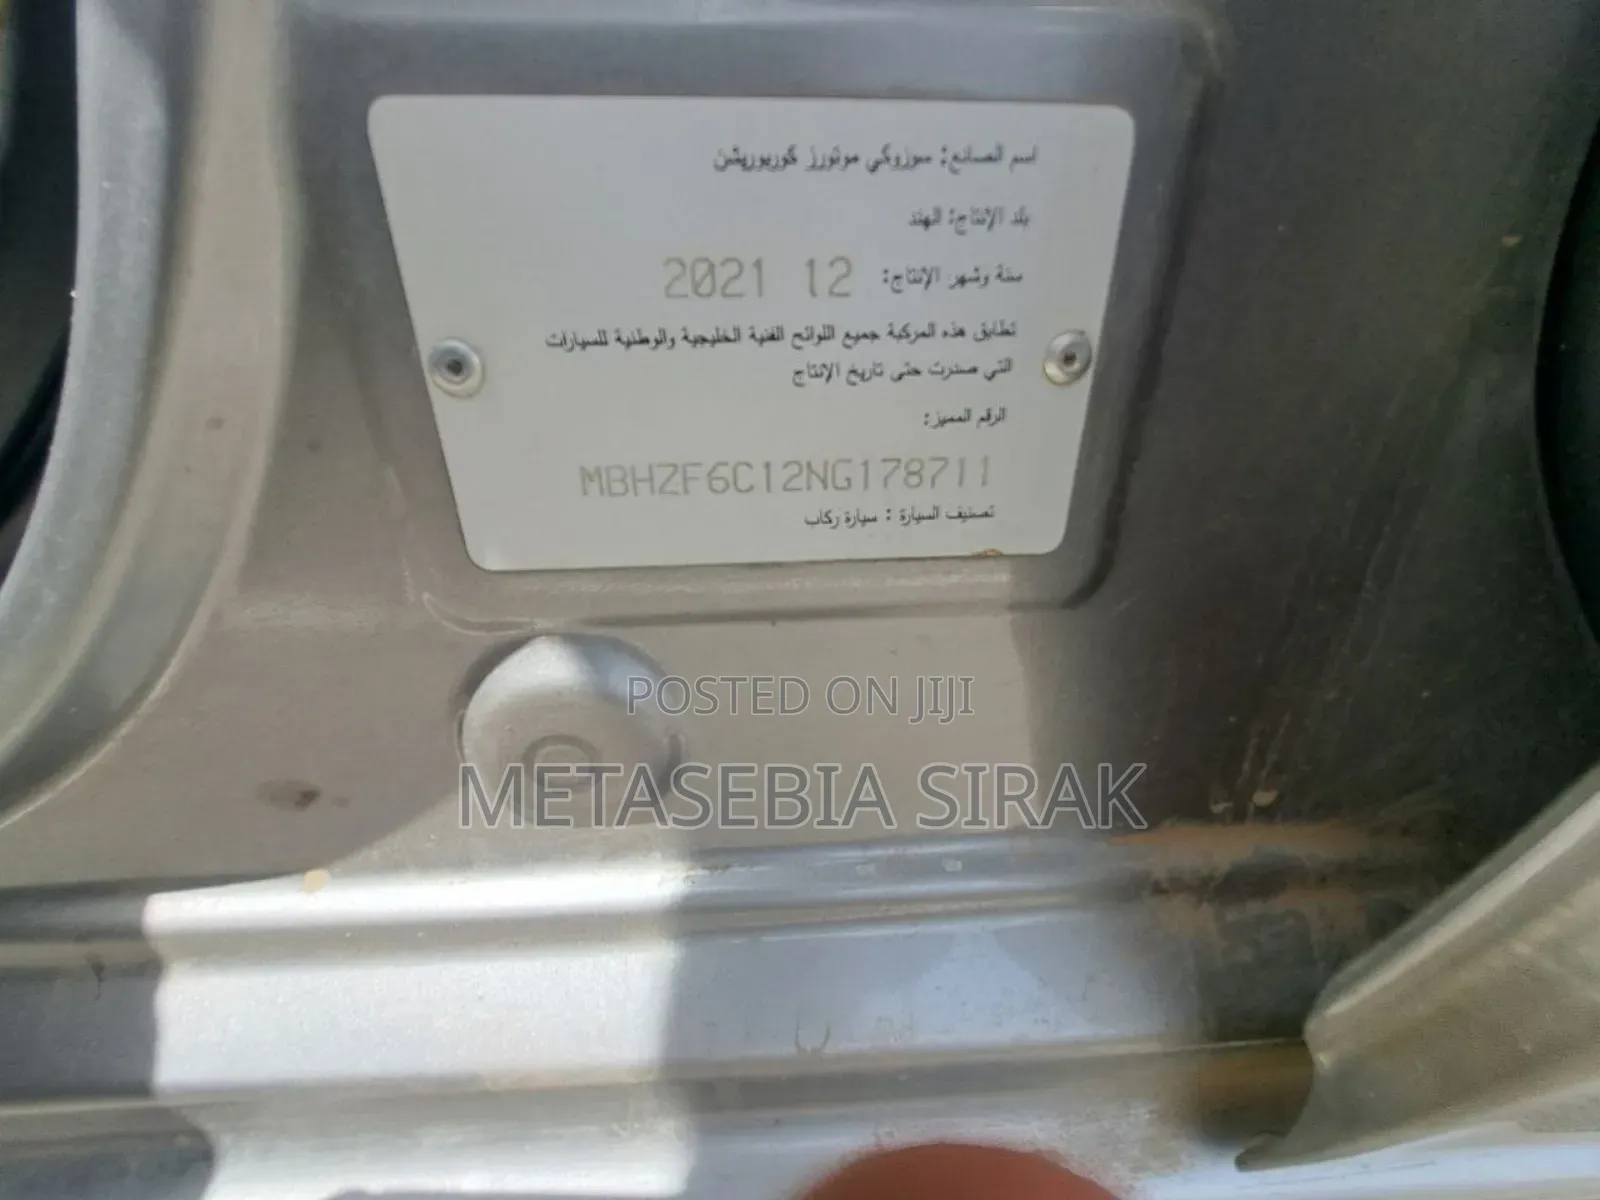 اسم الصانع: سوزوكي موتورز كوربوريشن
بلد الإنتاج: الهند
سنة وشهر الإنتاج: 2021 12
تطابق هذه المركبة جميع اللوائح الفنية الخليجية والوطنية للسيارات
التي صدرت حتى تاريخ الإنتاج
الرقم المميز:
MBHZF6C12NG178711
تصنيف السيارة : سيارة ركاب
POSTED ON JIJI
METASEBIA SIRAK